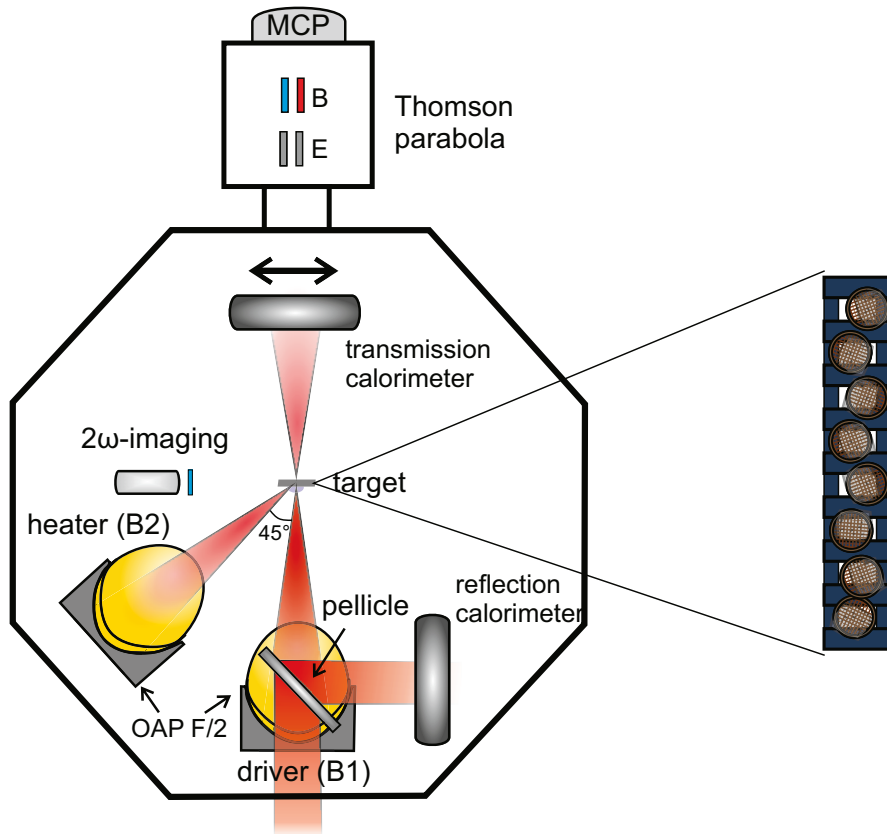 MCP
B
E
Thomson
parabola
transmission
calorimeter
2ω-imaging
target
heater (B2)
45°
reflection
calorimeter
pellicle
OAP F/2
driver (B1)